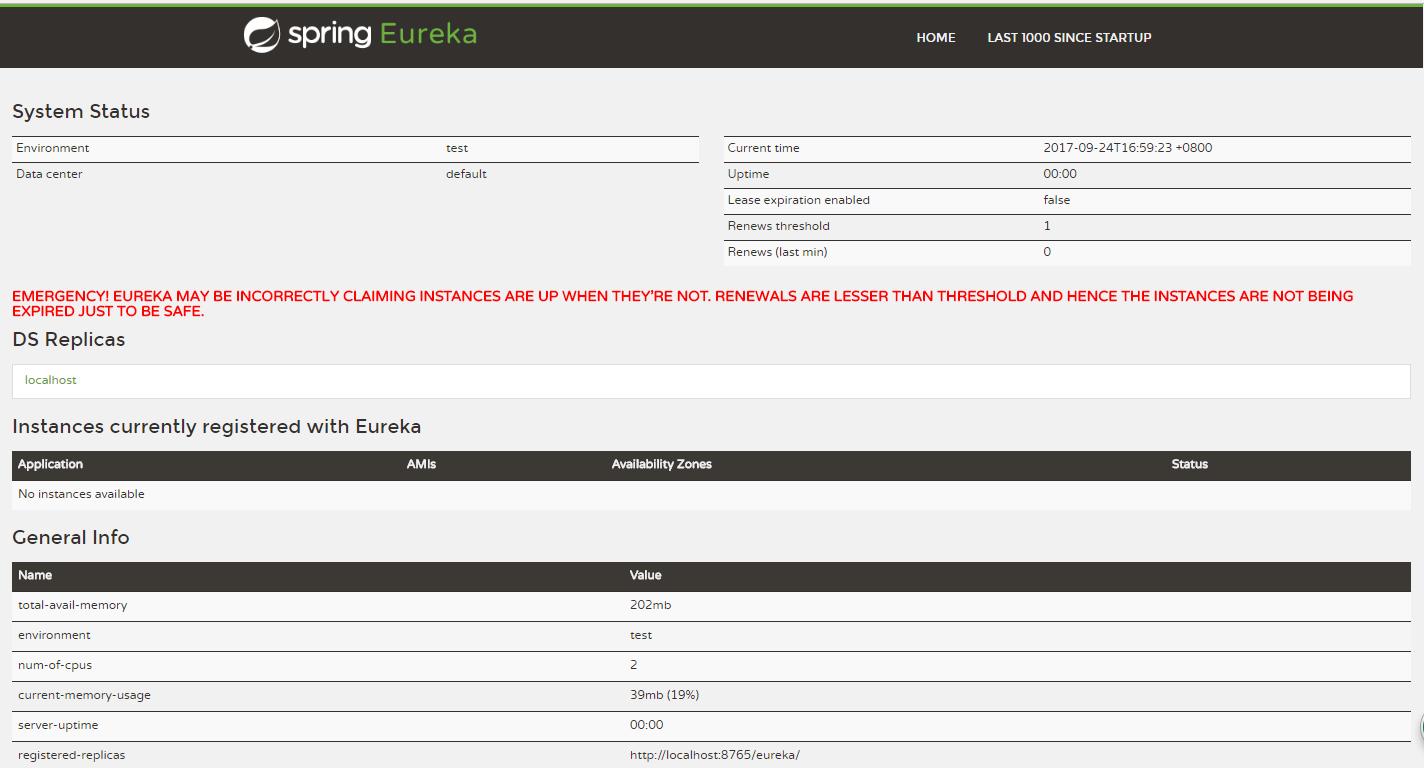 spring Eureka
HOME LAST 1000 SINCE STARTUP
System Status
Environment test
Data center default
Current time 2017-09-24T16:59:23 +0800
Uptime 00:00
Lease expiration enabled false
Renews threshold 1
Renews (last min) 0
EMERGENCY! EUREKA MAY BE INCORRECTLY CLAIMING INSTANCES ARE UP WHEN THEY'RE NOT. RENEWALS ARE LESSER THAN THRESHOLD AND HENCE THE INSTANCES ARE NOT BEING
EXPIRED JUST TO BE SAFE.
DS Replicas
localhost
Instances currently registered with Eureka
Application AMIs Availability Zones Status
No instances available
General Info
Name Value
total-avail-memory 202mb
environment test
num-of-cpus 2
current-memory-usage 39mb (19%)
server-uptime 00:00
registered-replicas http://localhost:8765/eureka/